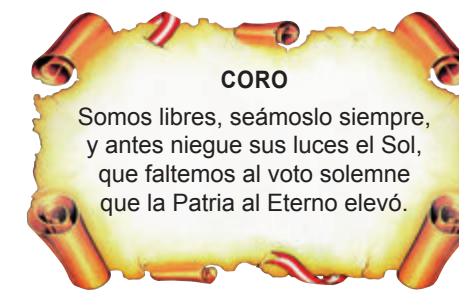 CORO
Somos libres, seámoslo siempre,
y antes niegue sus luces el Sol,
que faltemos al voto solemne
que la Patria al Eterno elevó.